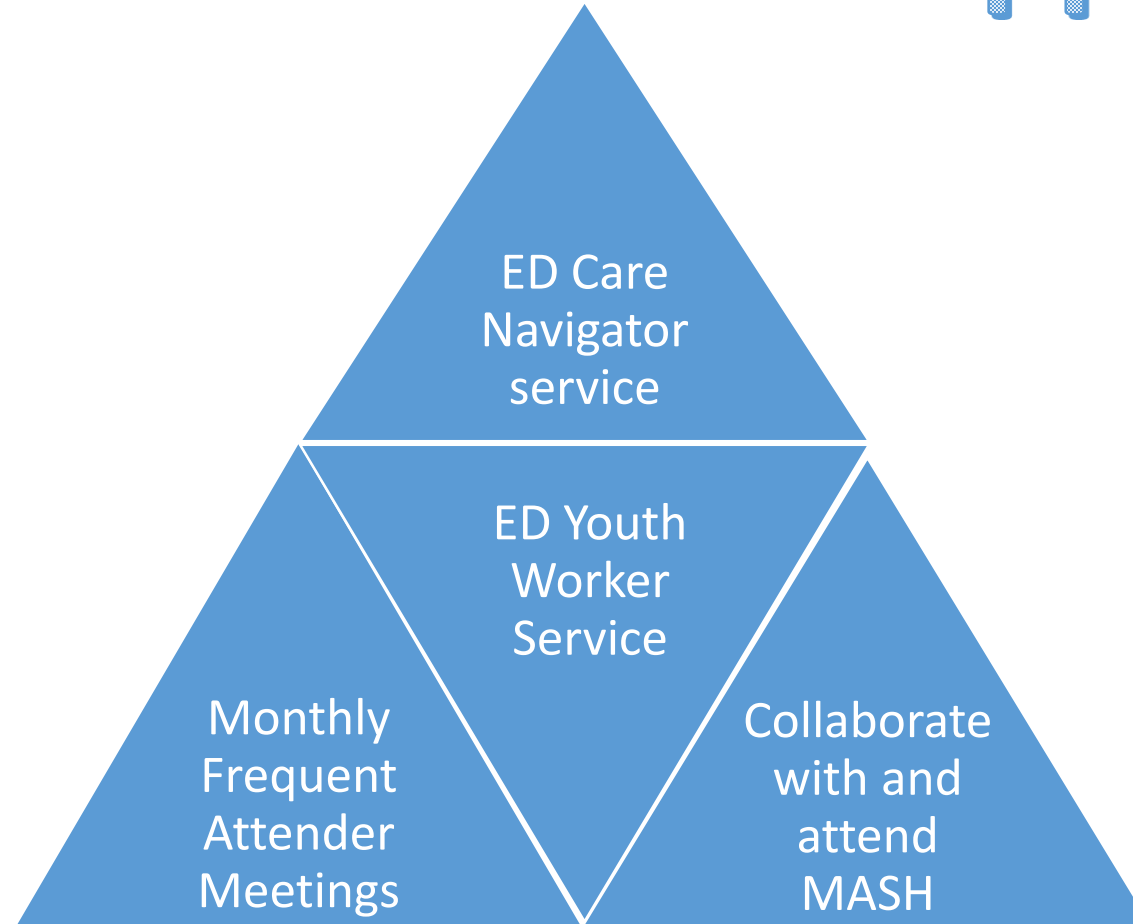 ED Care
Navigator
service
ED Youth
Worker
Service
Monthly
Frequent
Attender
Meetings
Collaborate
with and
attend
MASH